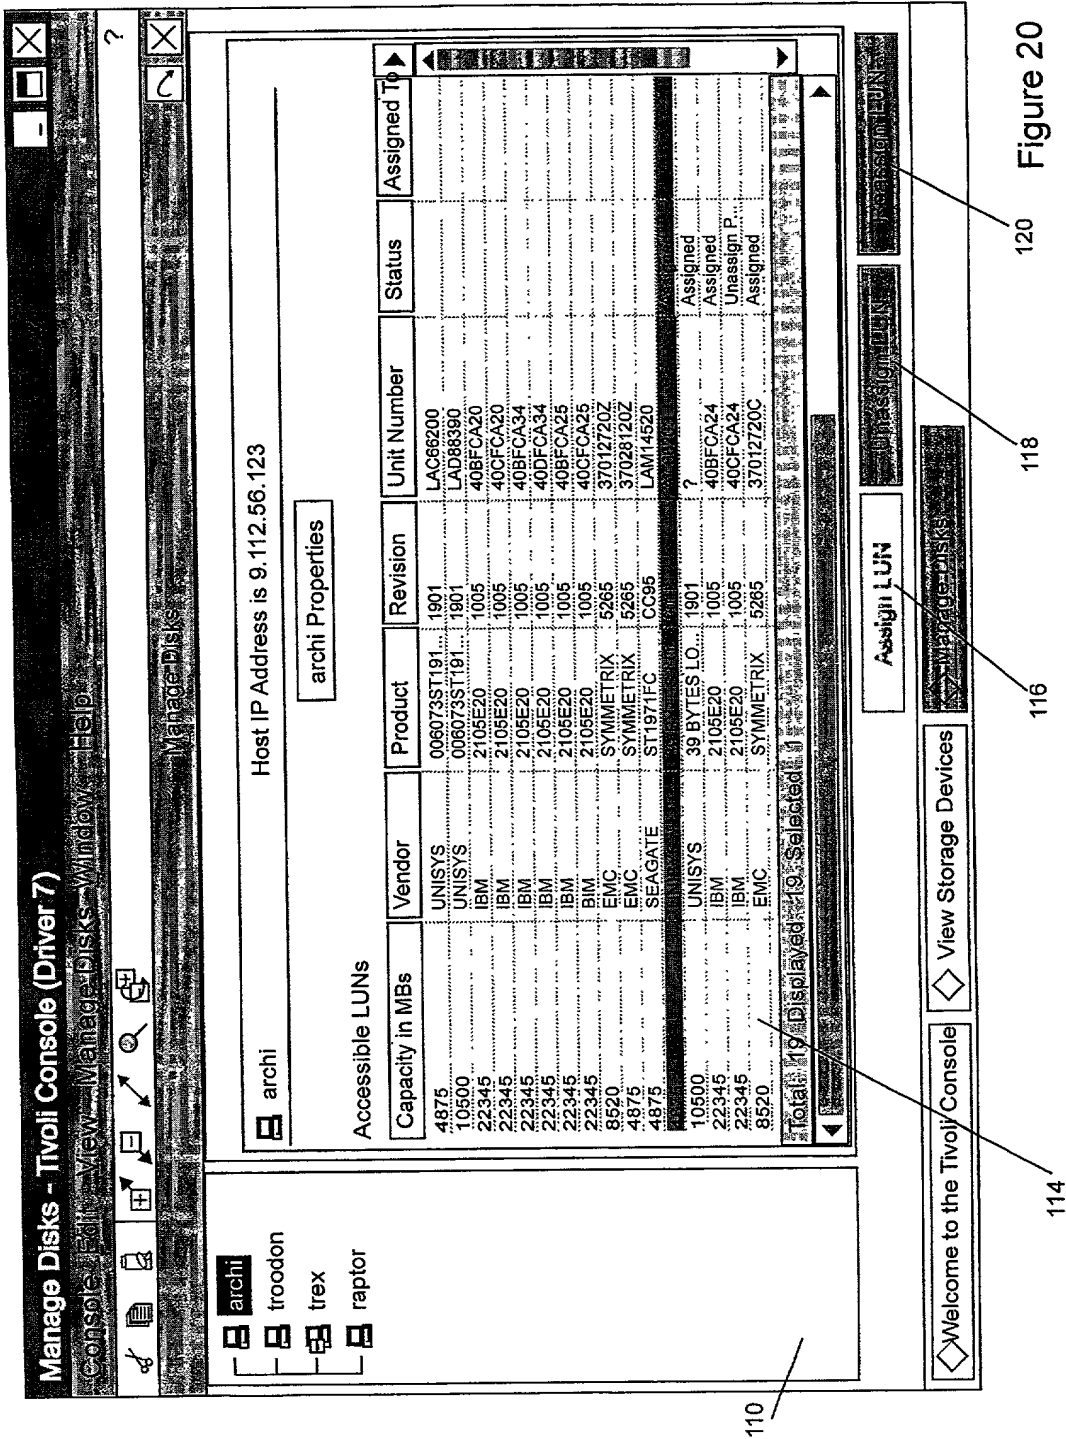 Manage Disks - Tivoli Console (Driver 7)
Console Edit View Manage Disks Window Help
?
Manage Disks
archi
troodon
trex
raptor
archi Host IP Address is 9.112.56.123
archi Properties
Accessible LUNs
Capacity in MBs Vendor Product Revision Unit Number Status Assigned To
4875 UNISYS 006073ST191... 1901 LAC66200
10500 UNISYS 006073ST191... 1901 LAD88390
22345 IBM 2105E20 1005 40BFCA20
22345 IBM 2105E20 1005 40CFCA20
22345 IBM 2105E20 1005 40BFCA34
22345 IBM 2105E20 1005 40DFCA34
22345 IBM 2105E20 1005 40BFCA25
22345 BIM 2105E20 1005 40CFCA25
8520 EMC SYMMETRIX 5265 37012720Z
4875 EMC SYMMETRIX 5265 37028120Z
4875 SEAGATE ST1971FC CC95 LAM14520
10500 UNISYS 39 BYTES LO... 1901 ? Assigned
22345 IBM 2105E20 1005 40BFCA24 Assigned
22345 IBM 2105E20 1005 40CFCA24 Unassign P...
8520 EMC SYMMETRIX 5265 37012720C Assigned
Total: 19 Displayed: 19 Selected: 1
Assign LUN Unassign LUN Reassign LUN
Welcome to the Tivoli Console View Storage Devices Manage Disks
110
114
116
118
120
Figure 20